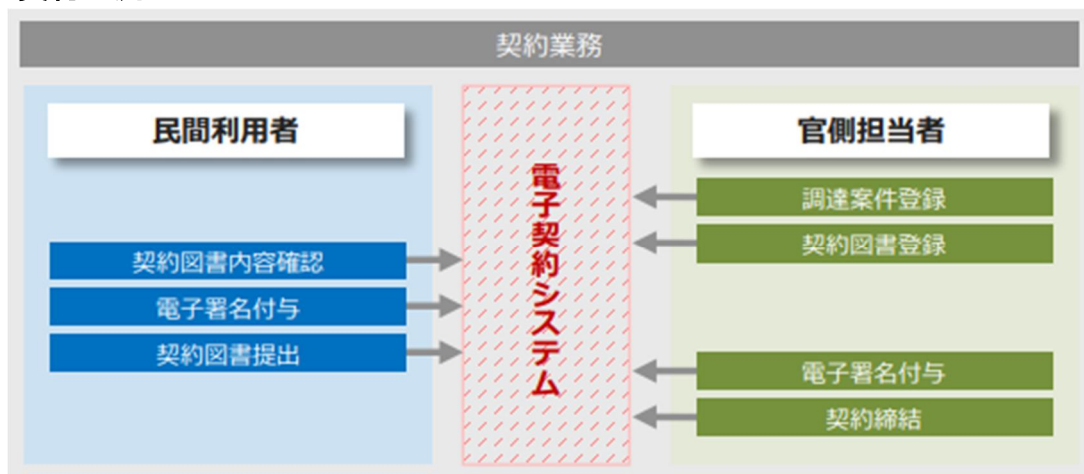 契約業務
民間利用者
契約図書内容確認
電子署名付与
契約図書提出
電子契約システム
官側担当者
調達案件登録
契約図書登録
電子署名付与
契約締結